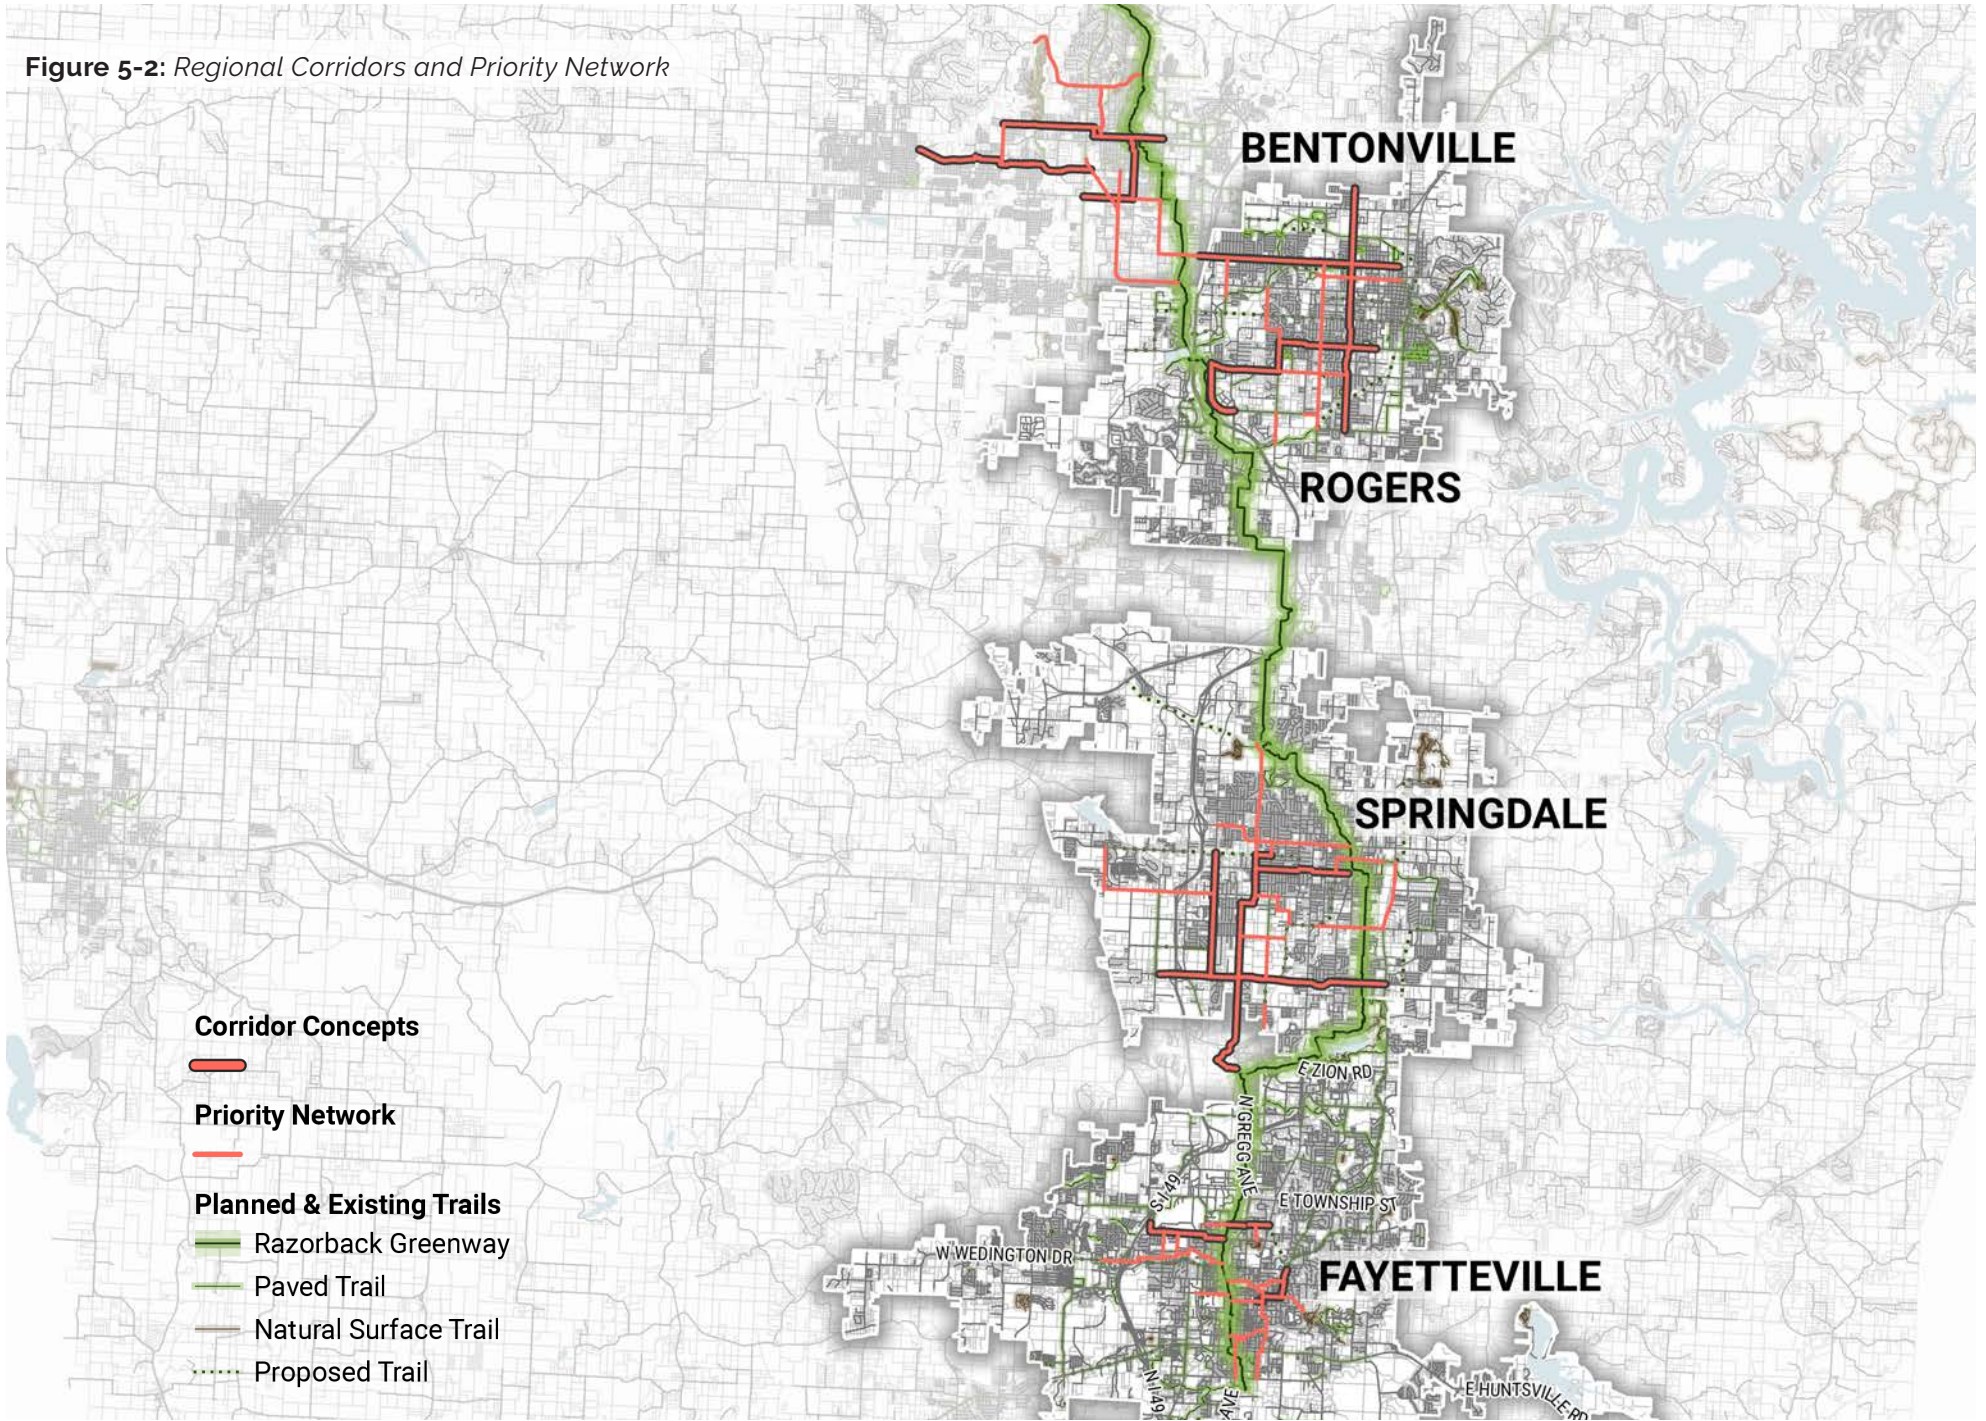 Figure 5-2: Regional Corridors and Priority Network
BENTONVILLE
ROGERS
SPRINGDALE
E ZION RD
N GREGG AVE
S I 49
E TOWNSHIP ST
W WEDINGTON DR
FAYETTEVILLE
N I 49
AVE
E HUNTSVILLE RD
Corridor Concepts
Priority Network
Planned & Existing Trails
Razorback Greenway
Paved Trail
Natural Surface Trail
Proposed Trail